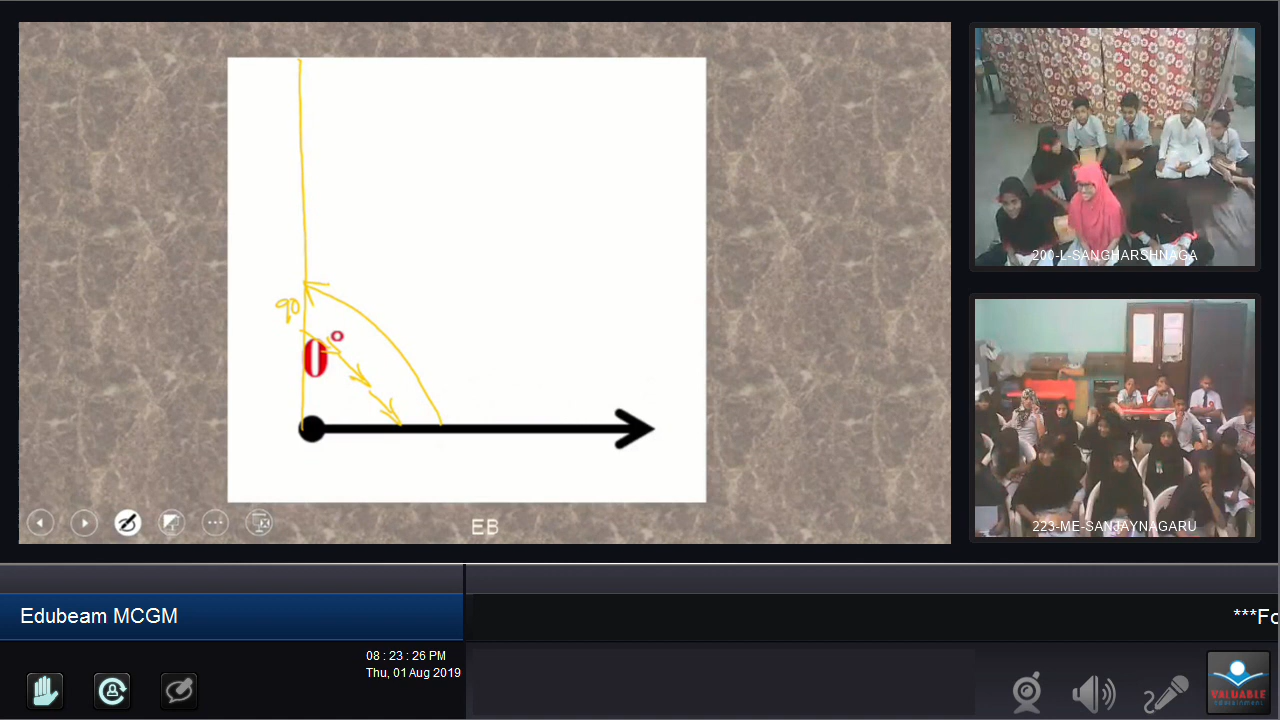 90
0°
EB
200-L-SANGHARSHNAGA
223-ME-SANJAYNAGARU
Edubeam MCGM
***Fo
08 : 23 : 26 PM
Thu, 01 Aug 2019
VALUABLE